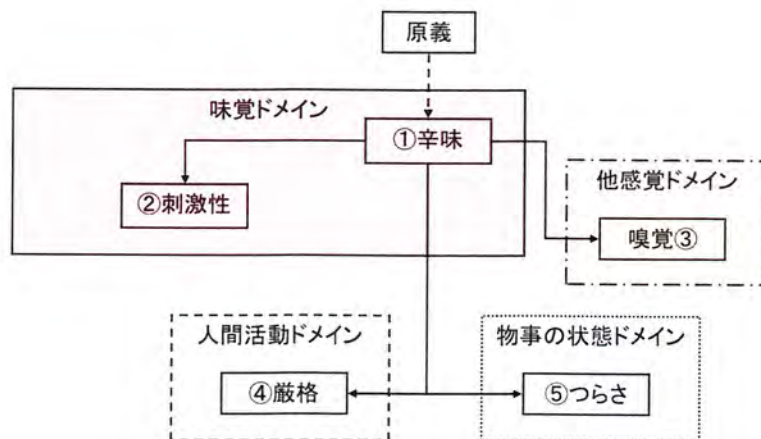 原義
味覚ドメイン
①辛味
②刺激性
他感覚ドメイン
嗅覚③
人間活動ドメイン
④厳格
物事の状態ドメイン
⑤つらさ